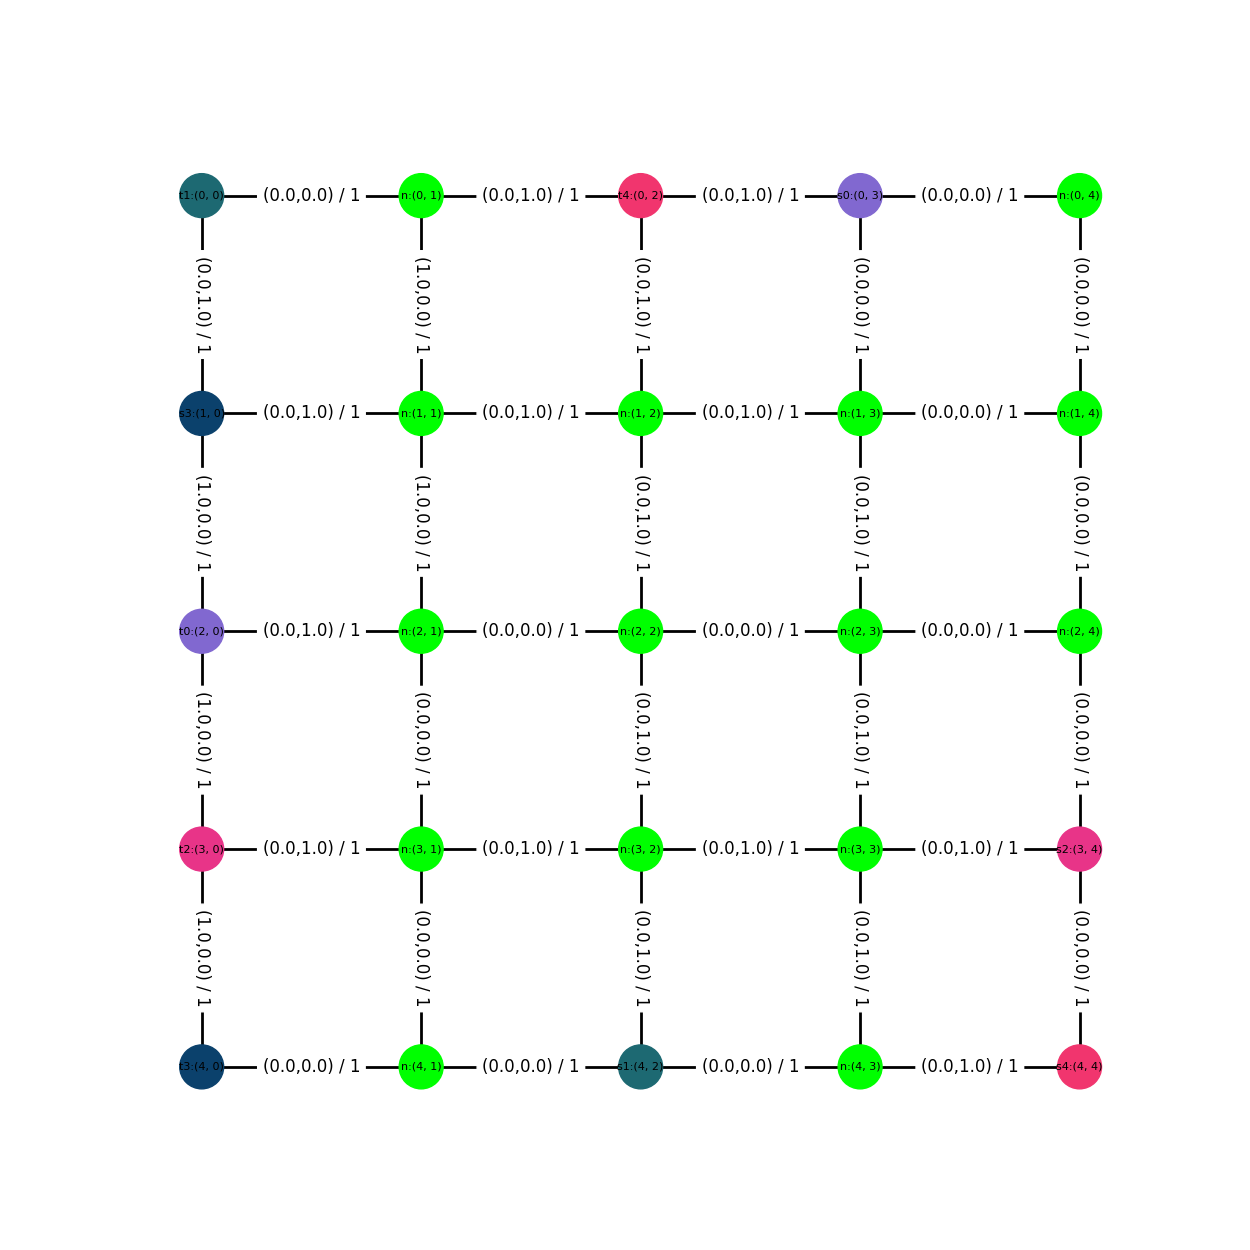 t1:(0, 0) (0.0,0.0) / 1 n:(0, 1) (0.0,1.0) / 1 t4:(0, 2) (0.0,1.0) / 1 s0:(0, 3) (0.0,0.0) / 1 n:(0, 4)
(0.0,1.0) / 1 (1.0,0.0) / 1 (0.0,1.0) / 1 (0.0,0.0) / 1 (0.0,0.0) / 1
s3:(1, 0) (0.0,1.0) / 1 n:(1, 1) (0.0,1.0) / 1 n:(1, 2) (0.0,1.0) / 1 n:(1, 3) (0.0,0.0) / 1 n:(1, 4)
(1.0,0.0) / 1 (1.0,0.0) / 1 (0.0,1.0) / 1 (0.0,1.0) / 1 (0.0,0.0) / 1
t0:(2, 0) (0.0,1.0) / 1 n:(2, 1) (0.0,0.0) / 1 n:(2, 2) (0.0,0.0) / 1 n:(2, 3) (0.0,0.0) / 1 n:(2, 4)
(1.0,0.0) / 1 (0.0,0.0) / 1 (0.0,1.0) / 1 (0.0,1.0) / 1 (0.0,0.0) / 1
t2:(3, 0) (0.0,1.0) / 1 n:(3, 1) (0.0,1.0) / 1 n:(3, 2) (0.0,1.0) / 1 n:(3, 3) (0.0,1.0) / 1 s2:(3, 4)
(1.0,0.0) / 1 (0.0,0.0) / 1 (0.0,1.0) / 1 (0.0,1.0) / 1 (0.0,0.0) / 1
t3:(4, 0) (0.0,0.0) / 1 n:(4, 1) (0.0,0.0) / 1 s1:(4, 2) (0.0,0.0) / 1 n:(4, 3) (0.0,1.0) / 1 s4:(4, 4)